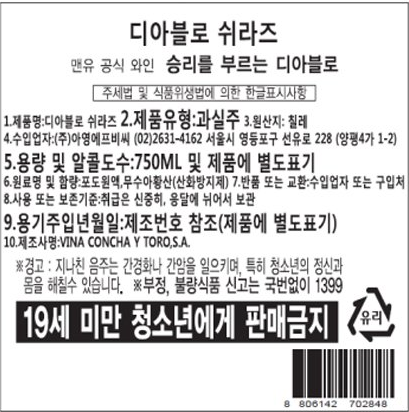 디아블로 쉬라즈
맨유 공식 와인 승리를 부르는 디아블로
주세법 및 식품위생법에 의한 한글표시사항
1.제품명:디아블로 쉬라즈 2.제품유형:과실주 3.원산지: 칠레
4.수입업자:(주)아영에프비씨 (02)2631-4162 서울시 영등포구 선유로 228 (양평4가 1-2)
5.용량 및 알콜도수:750ML 및 제품에 별도표기
6.원료명 및 함량:포도원액,무수아황산(산화방지제) 7.반품 또는 교환:수입업자 또는 구입처
8.사용 또는 보존기준:취급은 신중히, 응달에 뉘어서 보관
9.용기주입년월일:제조번호 참조(제품에 별도표기)
10.제조사명:VINA CONCHA Y TORO,S.A.
※경고 : 지나친 음주는 간경화나 간암을 일으키며, 특히 청소년의 정신과
몸을 해칠수 있습니다. ※부정, 불량식품 신고는 국번없이 1399
19세 미만 청소년에게 판매금지
유리
8 806142 702848